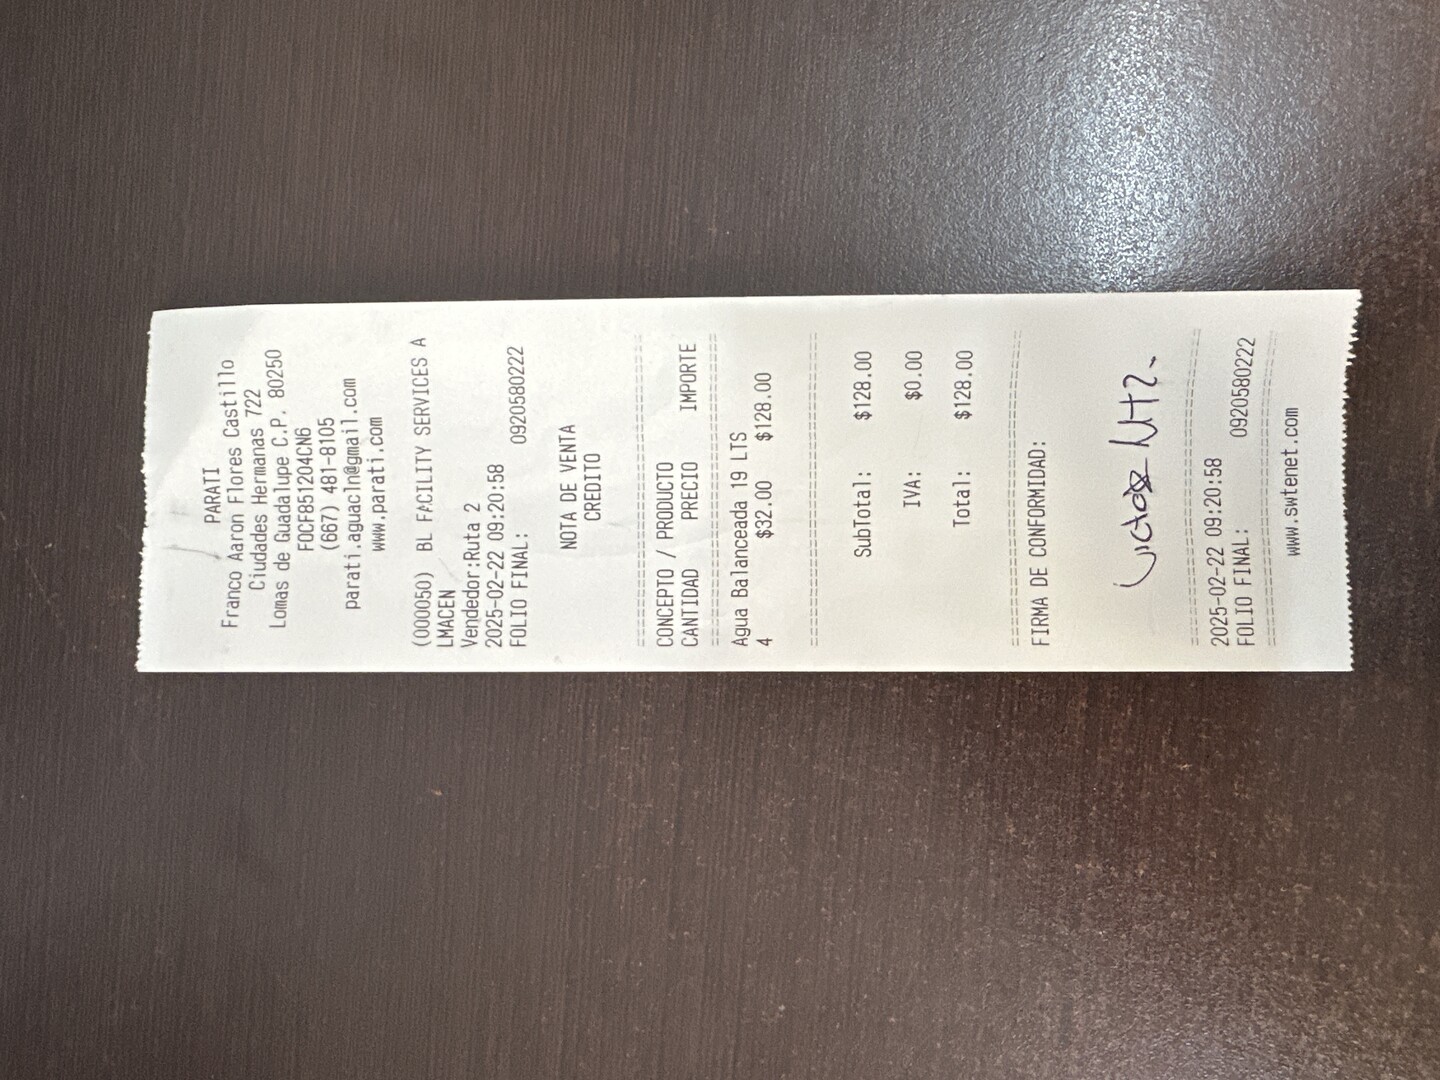 PARATI
Franco Aaron Flores Castillo
Ciudades Hermanas 722
Lomas de Guadalupe C.P. 80250
FOCF851204CN6
(667) 481-8105
parati.aguacln@gmail.com
www.parati.com
(000050) BL FACILITY SERVICES A
LMACEN
Vendedor:Ruta 2
2025-02-22 09:20:58
FOLIO FINAL: 0920580222
NOTA DE VENTA
CREDITO
================================
CONCEPTO / PRODUCTO
CANTIDAD PRECIO IMPORTE
================================
Agua Balanceada 19 LTS
4 $32.00 $128.00
================================
SubTotal: $128.00
IVA: $0.00
Total: $128.00
================================
FIRMA DE CONFORMIDAD:
================================
2025-02-22 09:20:58
FOLIO FINAL: 0920580222
================================
www.swtenet.com